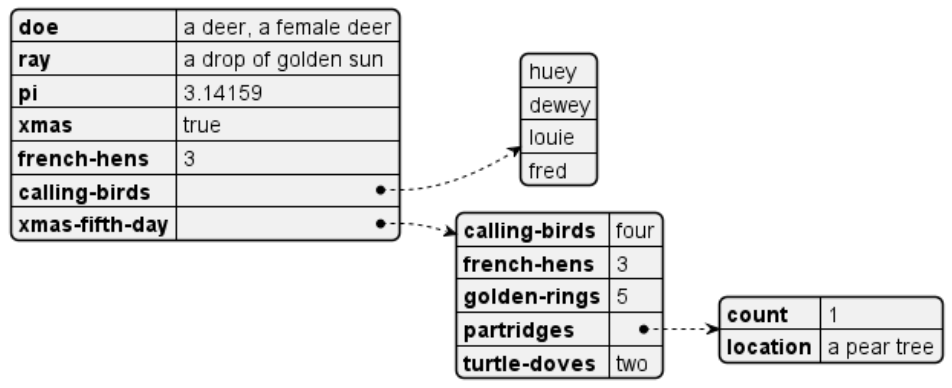 doe a deer, a female deer
ray a drop of golden sun
pi 3.14159
xmas true
french-hens 3
calling-birds
xmas-fifth-day
huey
dewey
louie
fred
calling-birds four
french-hens 3
golden-rings 5
partridges
turtle-doves two
count 1
location a pear tree